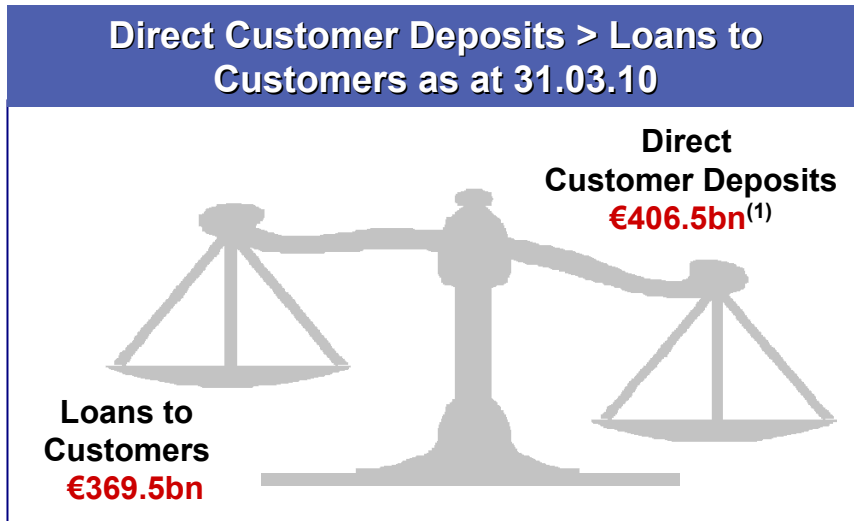 Direct Customer Deposits > Loans to
Customers as at 31.03.10
Direct
Customer Deposits
€406.5bn(1)
Loans to
Customers
€369.5bn